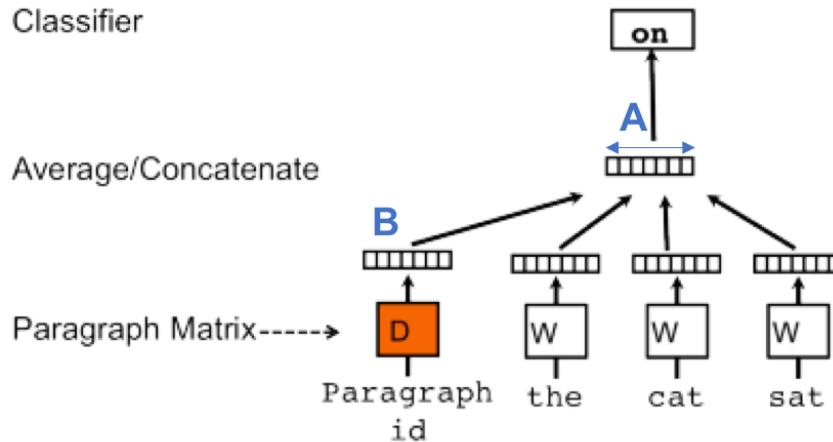 Classifier
on
A
Average/Concatenate
B
Paragraph Matrix---->
D
W
W
W
Paragraph
id
the
cat
sat